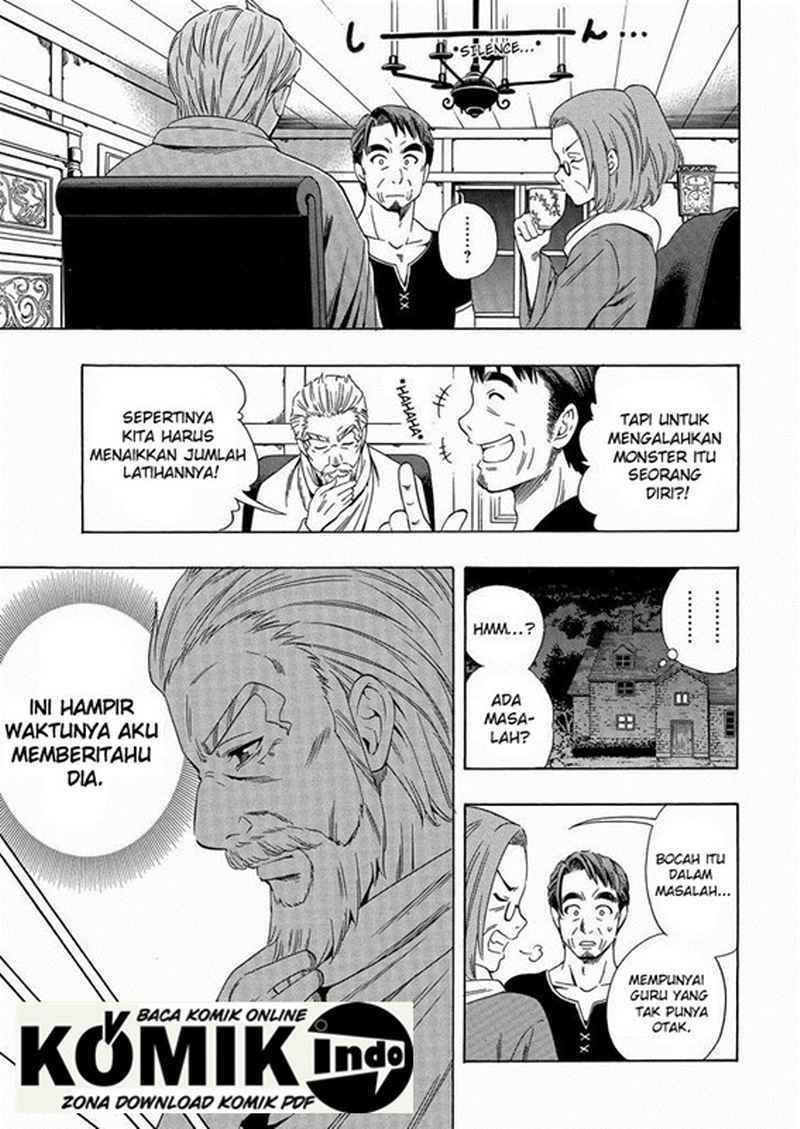 し ん…
*SILENCE...*
......
?
TAPI UNTUK
MENGALAHKAN
MONSTER ITU
SEORANG
DIRI?!
*HAHAHA*
SEPERTINYA
KITA HARUS
MENAIKKAN JUMLAH
LATIHANNYA!
......
HMM...?
ADA
MASA-
LAH?
INI HAMPIR
WAKTUNYA AKU
MEMBERITAHU
DIA.
BOCAH ITU
DALAM
MASALAH...
MEMPUNYAI
GURU YANG
TAK PUNYA
OTAK.
BACA KOMIK ONLINE
KOMIK Indo
ZONA DOWNLOAD KOMIK PDF